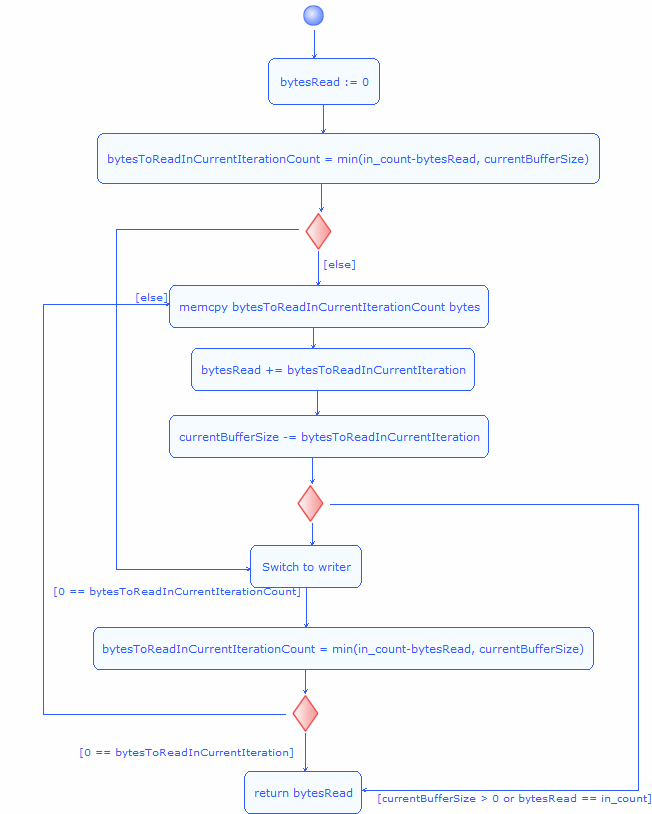 bytesRead := 0
bytesToReadInCurrentIterationCount = min(in_count-bytesRead, currentBufferSize)
[else]
[else]
memcpy bytesToReadInCurrentIterationCount bytes
bytesRead += bytesToReadInCurrentIteration
currentBufferSize -= bytesToReadInCurrentIteration
Switch to writer
[0 == bytesToReadInCurrentIterationCount]
bytesToReadInCurrentIterationCount = min(in_count-bytesRead, currentBufferSize)
[0 == bytesToReadInCurrentIteration]
return bytesRead
[currentBufferSize > 0 or bytesRead == in_count]